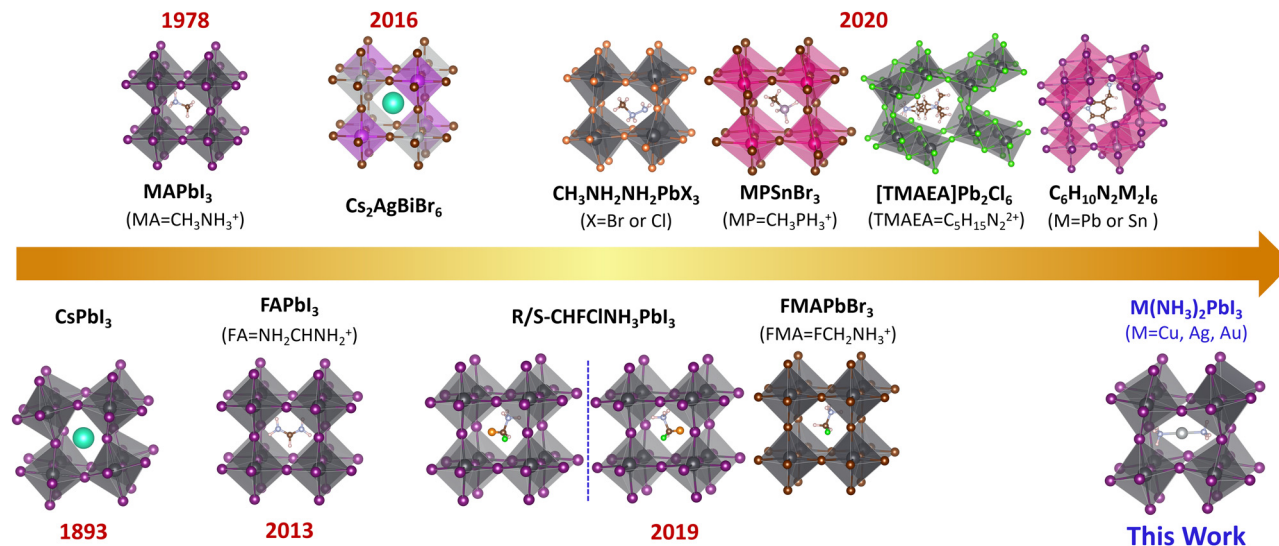 1978
2016
2020
MAPbI₃
(MA=CH₃NH₃⁺)
Cs₂AgBiBr₆
CH₃NH₂NH₂PbX₃
(X=Br or Cl)
MPSnBr₃
(MP=CH₃PH₃⁺)
[TMAEA]Pb₂Cl₆
(TMAEA=C₅H₁₅N₂²⁺)
C₆H₁₀N₂M₂I₆
(M=Pb or Sn )
CsPbI₃
FAPbI₃
(FA=NH₂CHNH₂⁺)
R/S-CHFClNH₃PbI₃
FMAPbBr₃
(FMA=FCH₂NH₃⁺)
M(NH₃)₂PbI₃
(M=Cu, Ag, Au)
1893
2013
2019
This Work